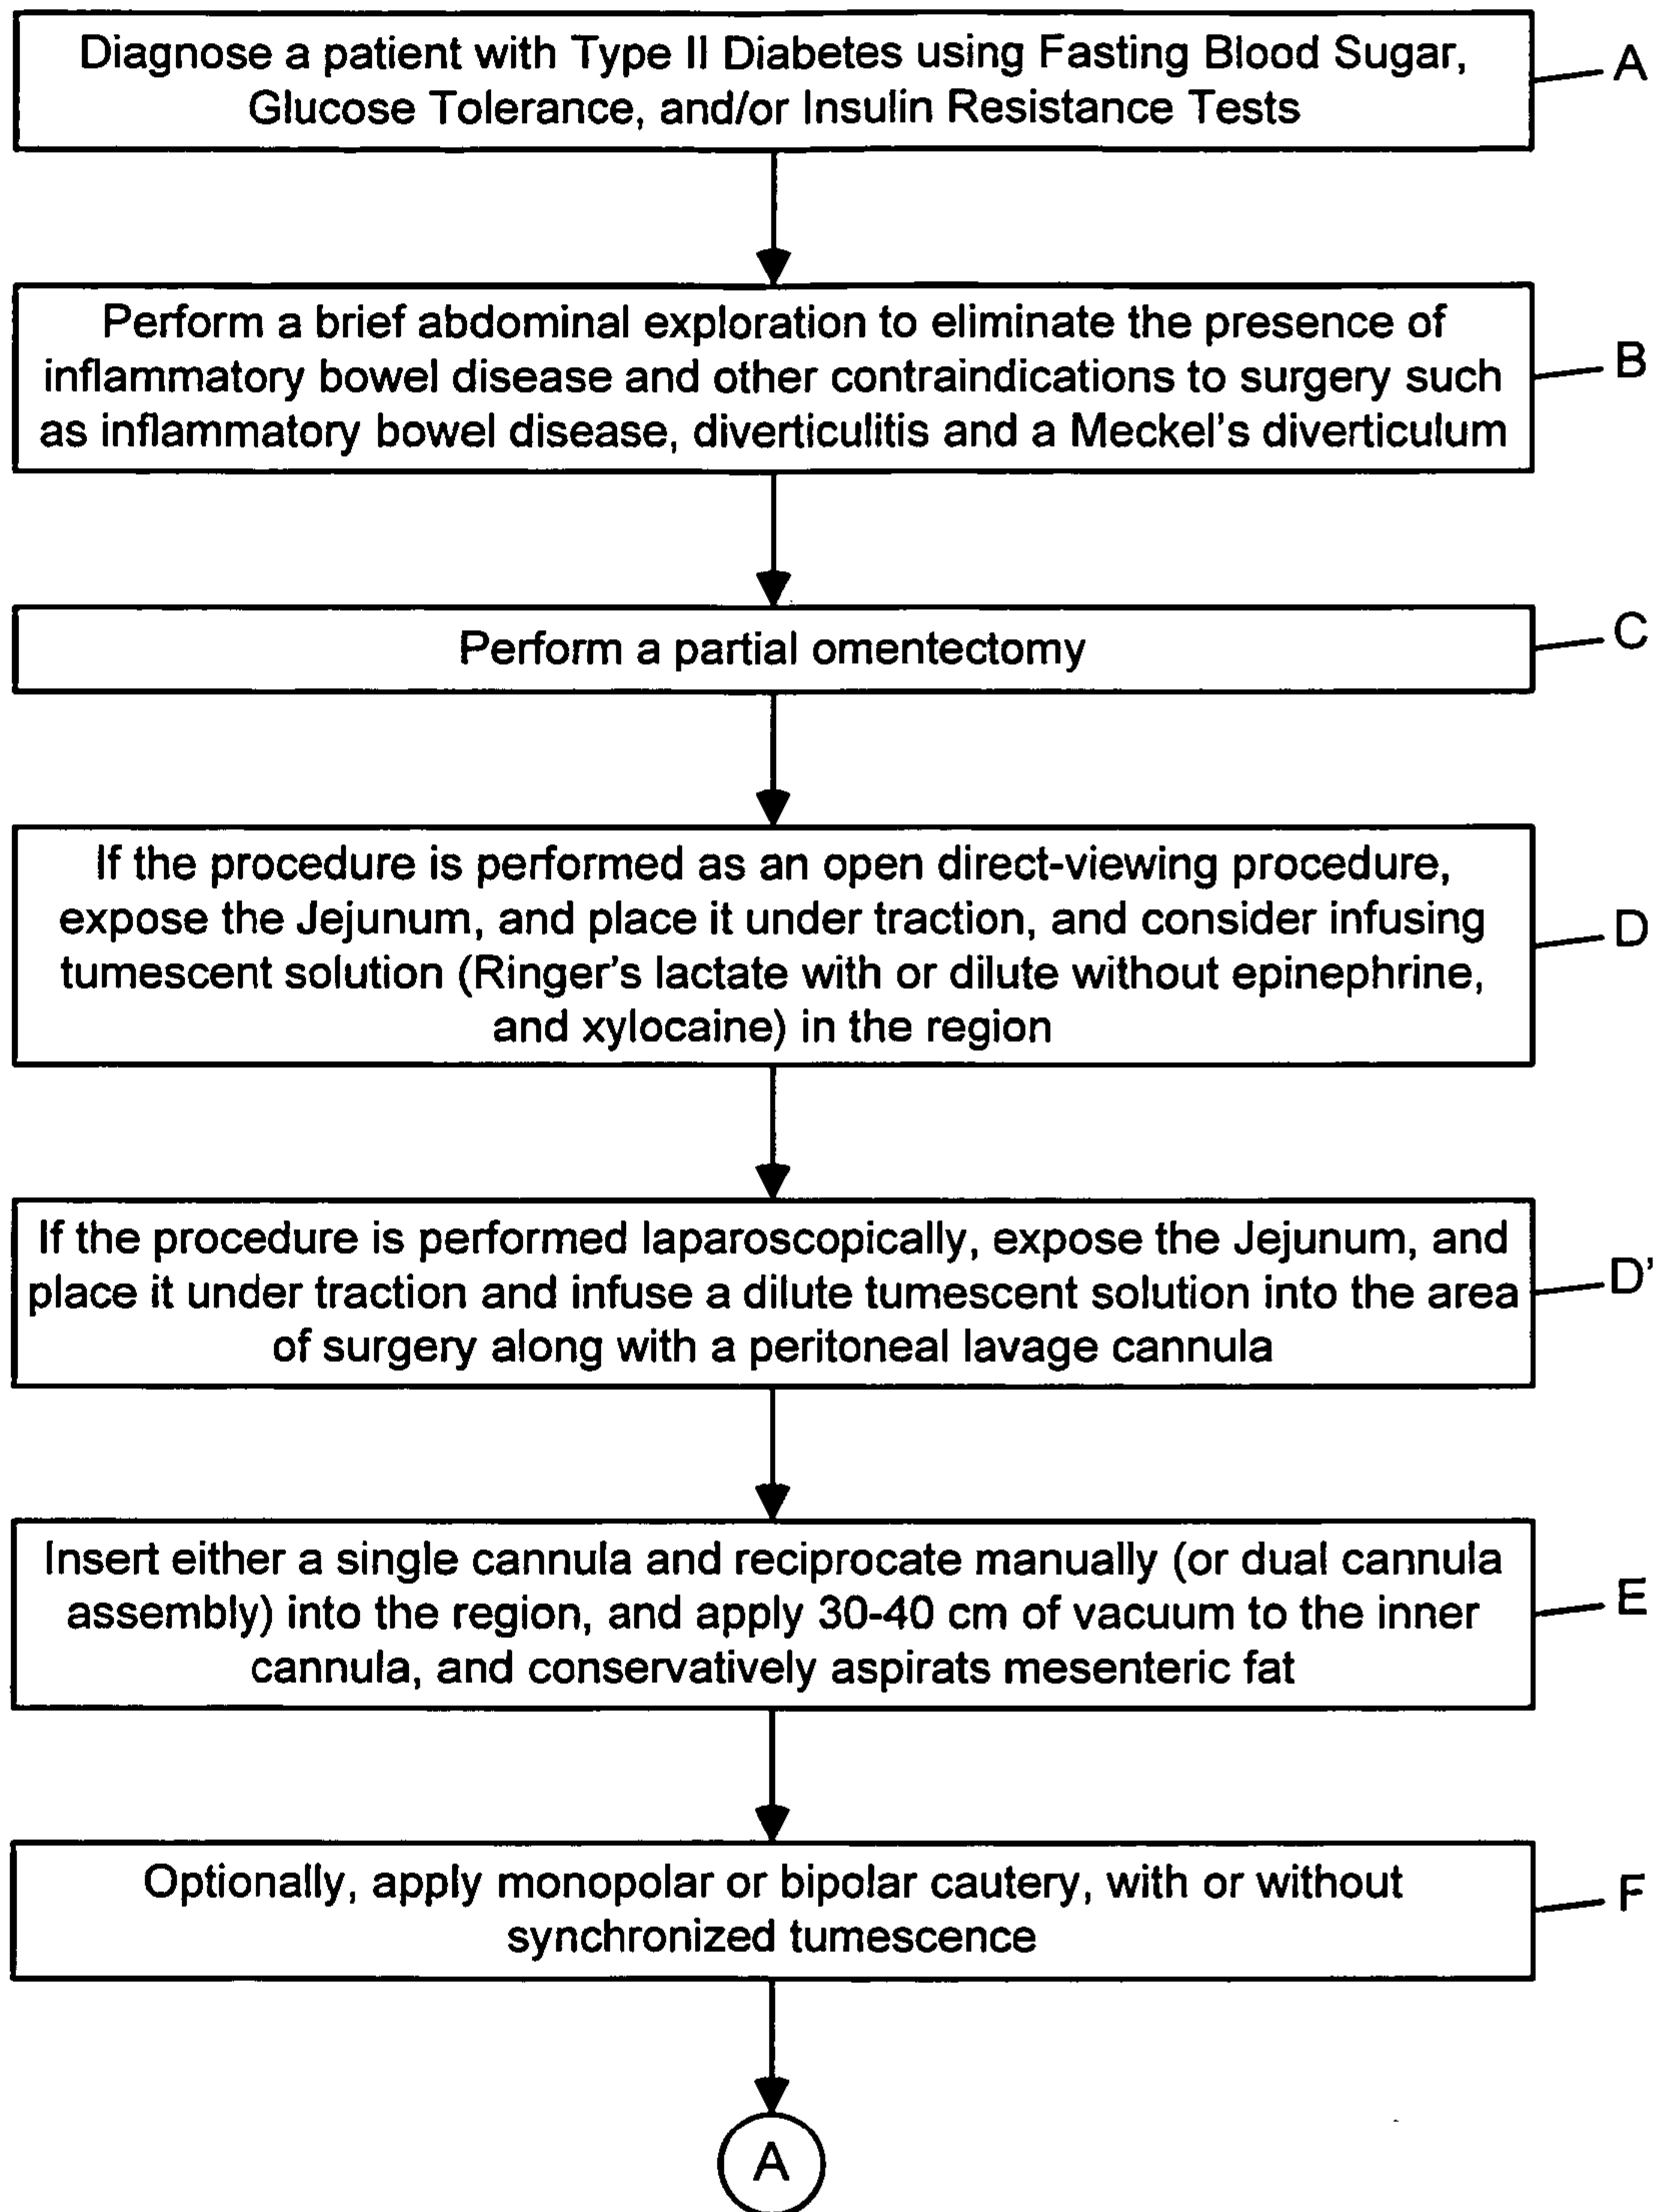 Diagnose a patient with Type II Diabetes using Fasting Blood Sugar,
Glucose Tolerance, and/or Insulin Resistance Tests
A
Perform a brief abdominal exploration to eliminate the presence of
inflammatory bowel disease and other contraindications to surgery such
as inflammatory bowel disease, diverticulitis and a Meckel's diverticulum
B
Perform a partial omentectomy
C
If the procedure is performed as an open direct-viewing procedure,
expose the Jejunum, and place it under traction, and consider infusing
tumescent solution (Ringer's lactate with or dilute without epinephrine,
and xylocaine) in the region
D
If the procedure is performed laparoscopically, expose the Jejunum, and
place it under traction and infuse a dilute tumescent solution into the area
of surgery along with a peritoneal lavage cannula
D'
Insert either a single cannula and reciprocate manually (or dual cannula
assembly) into the region, and apply 30-40 cm of vacuum to the inner
cannula, and conservatively aspirats mesenteric fat
E
Optionally, apply monopolar or bipolar cautery, with or without
synchronized tumescence
F
A